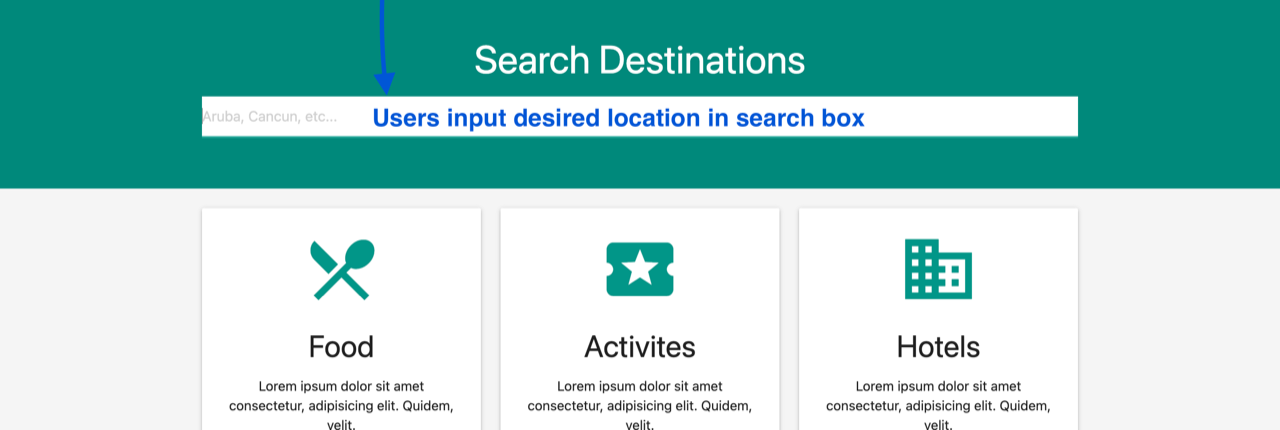 Search Destinations
Aruba, Cancun, etc... Users input desired location in search box
Food
Lorem ipsum dolor sit amet
consectetur, adipisicing elit. Quidem,
velit.
Activites
Lorem ipsum dolor sit amet
consectetur, adipisicing elit. Quidem,
velit.
Hotels
Lorem ipsum dolor sit amet
consectetur, adipisicing elit. Quidem,
velit.